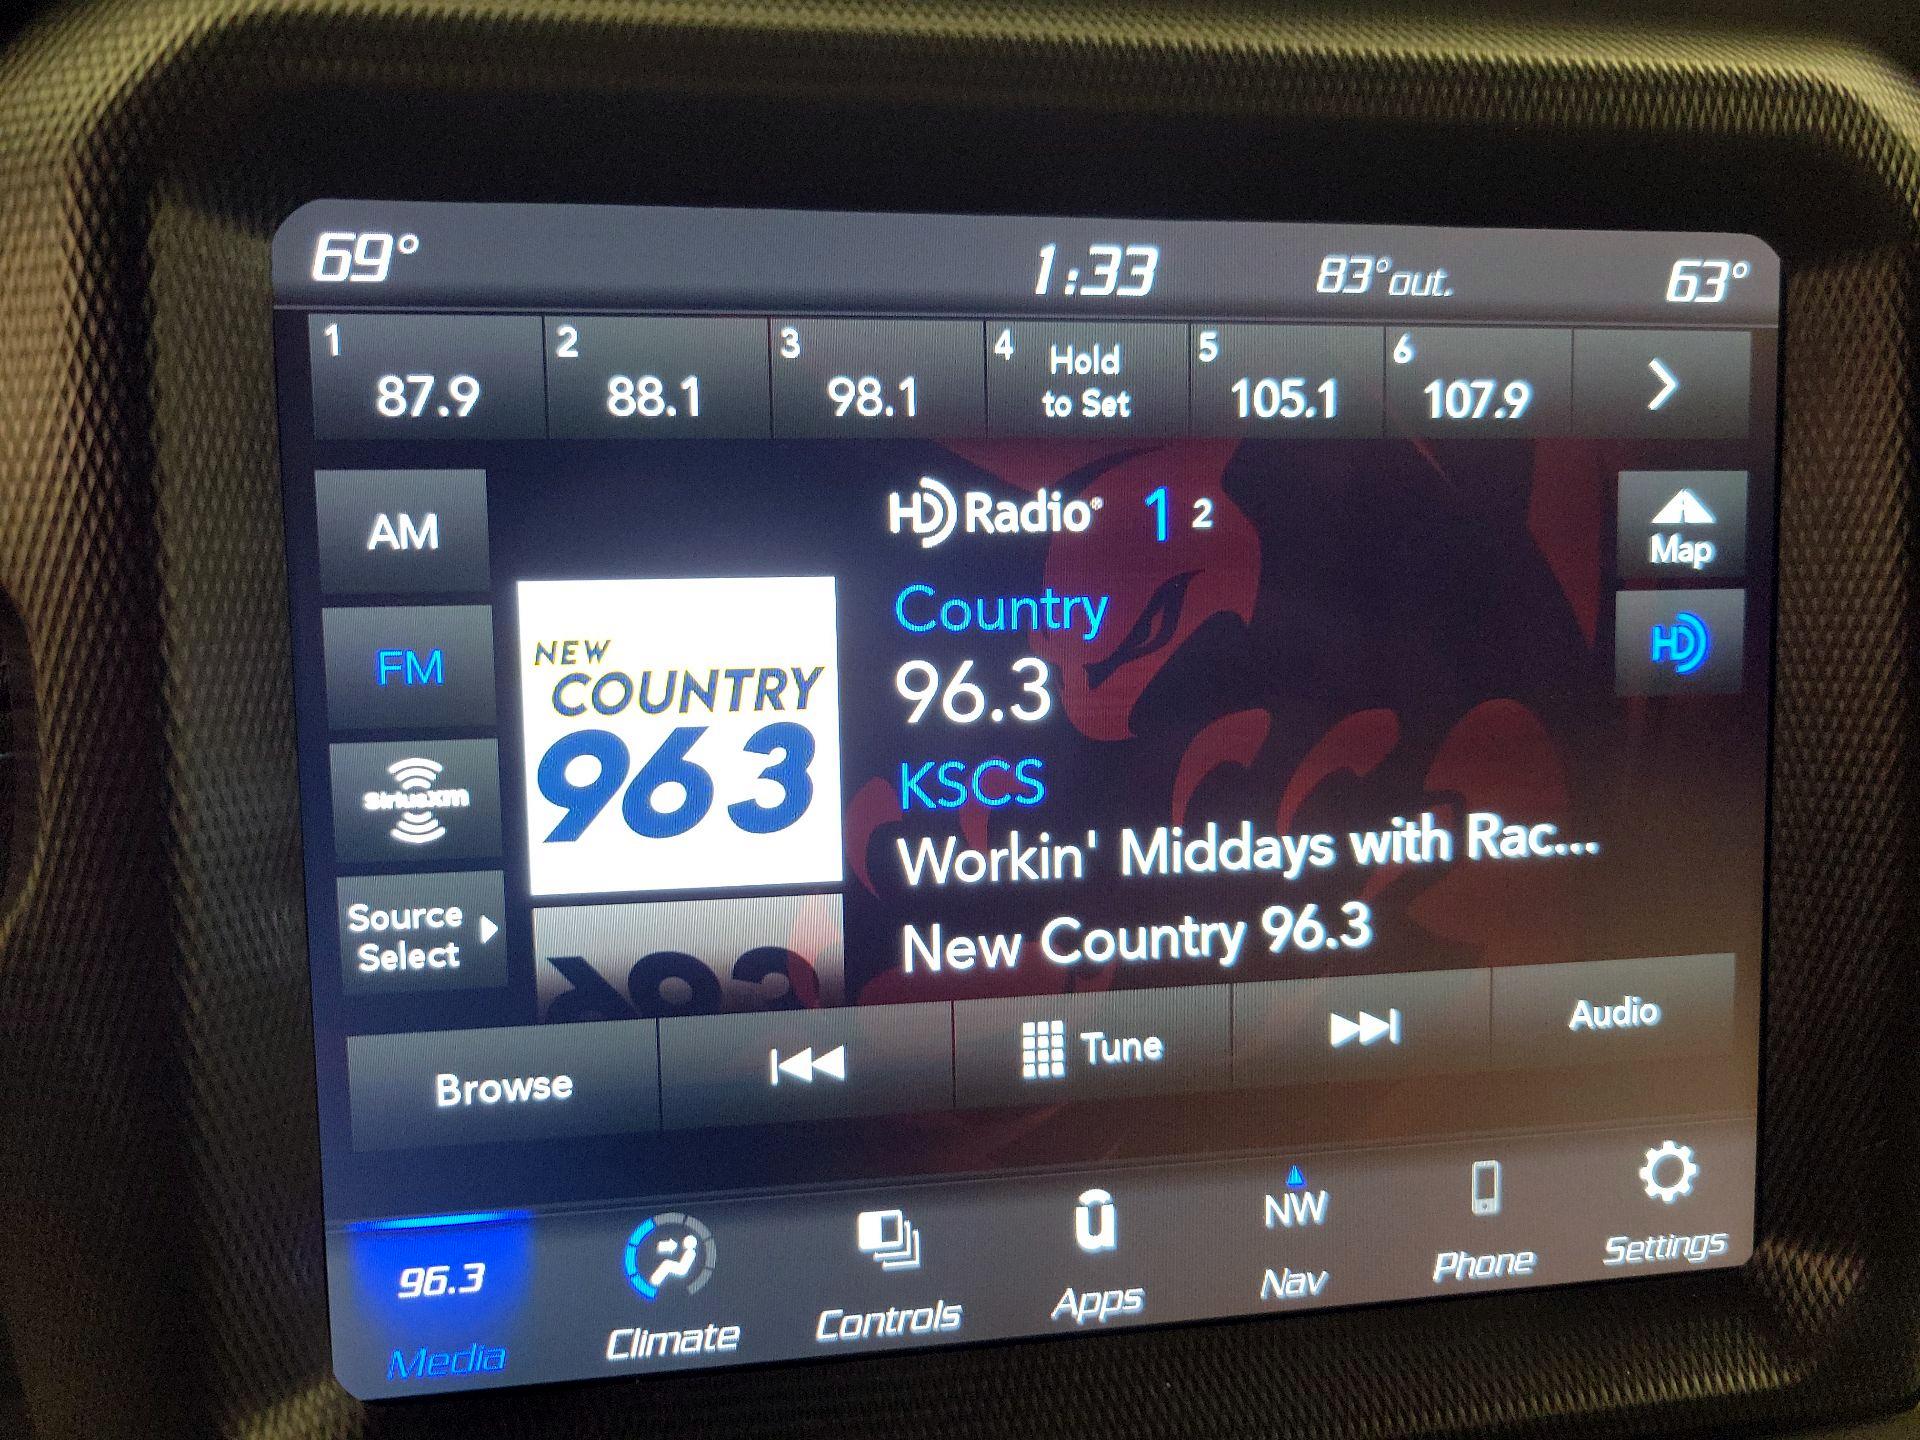 69° 1:33 83° out. 63°
1 87.9
2 88.1
3 98.1
4 Hold
to Set
5 105.1
6 107.9
AM
FM
SiriusXM
Source
Select
NEW
COUNTRY
963
HD Radio® 1 2
Country
96.3
KSCS
Workin' Middays with Rac...
New Country 96.3
Map
HD
Browse
Tune
Audio
96.3
Media
Climate
Controls
u
Apps
NW
Nav
Phone
Settings